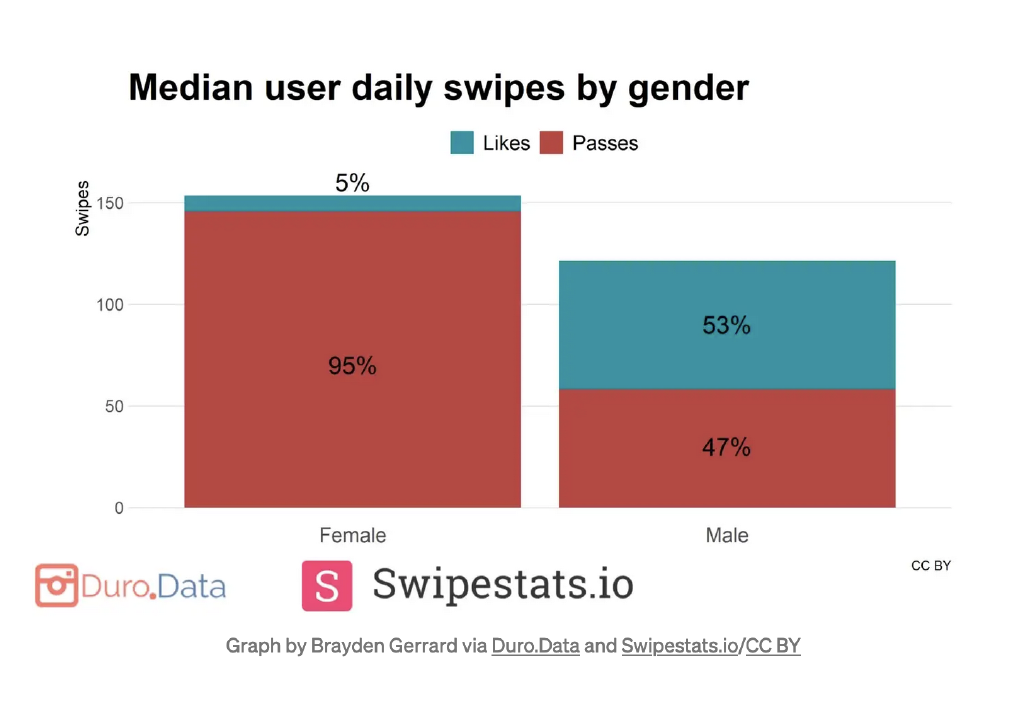 Median user daily swipes by gender
Likes Passes
Swipes
5%
150
100
53%
95%
50
47%
0
Female Male
CC BY
Duro.Data
S Swipestats.io
Graph by Brayden Gerrard via Duro.Data and Swipestats.io/CC BY